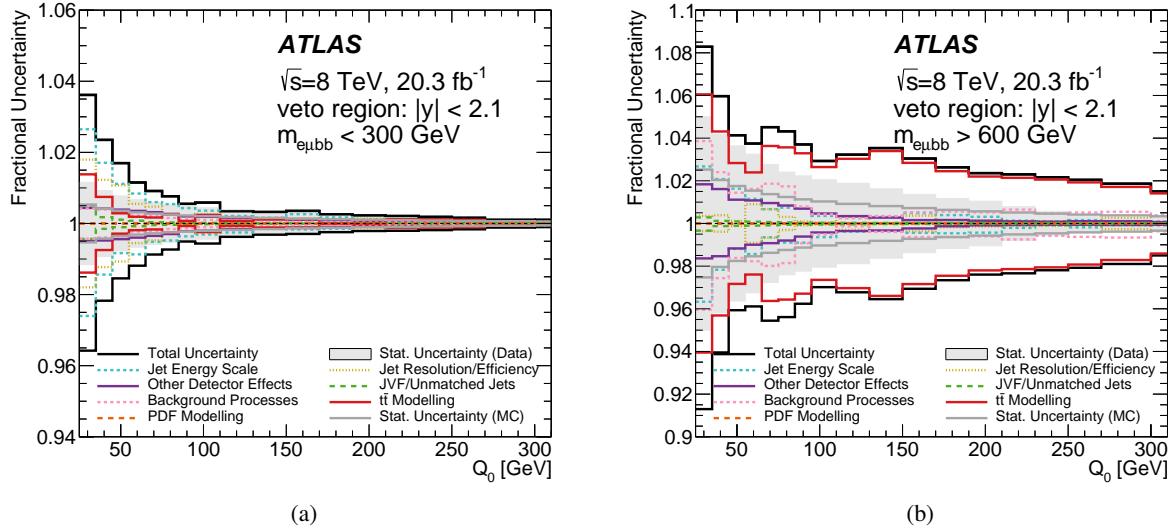 Fractional Uncertainty
1.06
1.04
1.02
1
0.98
0.96
0.94
ATLAS
√s=8 TeV, 20.3 fb⁻¹
veto region: |y| < 2.1
m_eμbb < 300 GeV
Total Uncertainty
Jet Energy Scale
Other Detector Effects
Background Processes
PDF Modelling
Stat. Uncertainty (Data)
Jet Resolution/Efficiency
JVF/Unmatched Jets
tt̄ Modelling
Stat. Uncertainty (MC)
50 100 150 200 250 300
Q₀ [GeV]
(a)
Fractional Uncertainty
1.1
1.08
1.06
1.04
1.02
1
0.98
0.96
0.94
0.92
0.9
ATLAS
√s=8 TeV, 20.3 fb⁻¹
veto region: |y| < 2.1
m_eμbb > 600 GeV
Total Uncertainty
Jet Energy Scale
Other Detector Effects
Background Processes
PDF Modelling
Stat. Uncertainty (Data)
Jet Resolution/Efficiency
JVF/Unmatched Jets
tt̄ Modelling
Stat. Uncertainty (MC)
50 100 150 200 250 300
Q₀ [GeV]
(b)